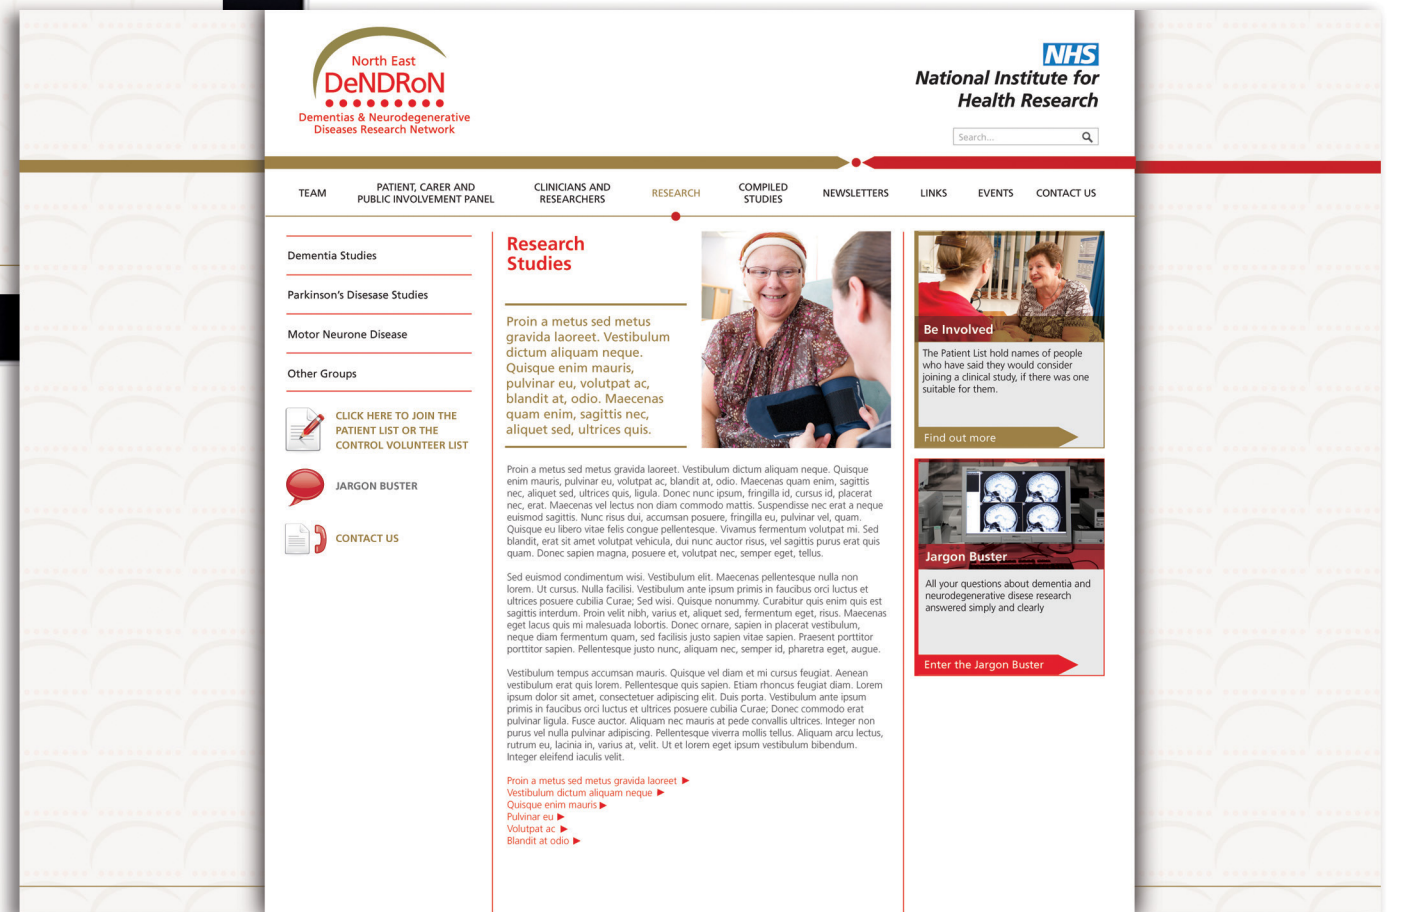 North East
DeNDRoN
Dementias & Neurodegenerative
Diseases Research Network
NHS
National Institute for
Health Research
Search...
TEAM
PATIENT, CARER AND
PUBLIC INVOLVEMENT PANEL
CLINICIANS AND
RESEARCHERS
RESEARCH
COMPILED
STUDIES
NEWSLETTERS
LINKS
EVENTS
CONTACT US
Dementia Studies
Parkinson's Disesase Studies
Motor Neurone Disease
Other Groups
CLICK HERE TO JOIN THE
PATIENT LIST OR THE
CONTROL VOLUNTEER LIST
JARGON BUSTER
CONTACT US
Research
Studies
Proin a metus sed metus
gravida laoreet. Vestibulum
dictum aliquam neque.
Quisque enim mauris,
pulvinar eu, volutpat ac,
blandit at, odio. Maecenas
quam enim, sagittis nec,
aliquet sed, ultrices quis.
Proin a metus sed metus gravida laoreet. Vestibulum dictum aliquam neque. Quisque
enim mauris, pulvinar eu, volutpat ac, blandit at, odio. Maecenas quam enim, sagittis
nec, aliquet sed, ultrices quis, ligula. Donec nunc ipsum, fringilla id, cursus id, placerat
nec, erat. Maecenas vel lectus non diam commodo mattis. Suspendisse nec erat a neque
euismod sagittis. Nunc risus dui, accumsan posuere, fringilla eu, pulvinar vel, quam.
Quisque eu libero vitae felis congue pellentesque. Vivamus fermentum volutpat mi. Sed
blandit, erat sit amet volutpat vehicula, dui nunc auctor risus, vel sagittis purus erat quis
quam. Donec sapien magna, posuere et, volutpat nec, semper eget, tellus.
Sed euismod condimentum wisi. Vestibulum elit. Maecenas pellentesque nulla non
lorem. Ut cursus. Nulla facilisi. Vestibulum ante ipsum primis in faucibus orci luctus et
ultrices posuere cubilia Curae; Sed wisi. Quisque nonummy. Curabitur quis enim quis est
sagittis interdum. Proin velit nibh, varius et, aliquet sed, fermentum eget, risus. Maecenas
eget lacus quis mi malesuada lobortis. Donec ornare, sapien in placerat vestibulum,
neque diam fermentum quam, sed facilisis justo sapien vitae sapien. Praesent porttitor
porttitor sapien. Pellentesque justo nunc, aliquam nec, semper id, pharetra eget, augue.
Vestibulum tempus accumsan mauris. Quisque vel diam et mi cursus feugiat. Aenean
vestibulum erat quis lorem. Pellentesque quis sapien. Etiam rhoncus feugiat diam. Lorem
ipsum dolor sit amet, consectetuer adipiscing elit. Duis porta. Vestibulum ante ipsum
primis in faucibus orci luctus et ultrices posuere cubilia Curae; Donec commodo erat
pulvinar ligula. Fusce auctor. Aliquam nec mauris at pede convallis ultrices. Integer non
purus vel nulla pulvinar adipiscing. Pellentesque viverra mollis tellus. Aliquam arcu lectus,
rutrum eu, lacinia in, varius at, velit. Ut et lorem eget ipsum vestibulum bibendum.
Integer eleifend iaculis velit.
Proin a metus sed metus gravida laoreet
Vestibulum dictum aliquam neque
Quisque enim mauris
Pulvinar eu
Volutpat ac
Blandit at odio
Be Involved
The Patient List hold names of people
who have said they would consider
joining a clinical study, if there was one
suitable for them.
Find out more
Jargon Buster
All your questions about dementia and
neurodegenerative disese research
answered simply and clearly
Enter the Jargon Buster